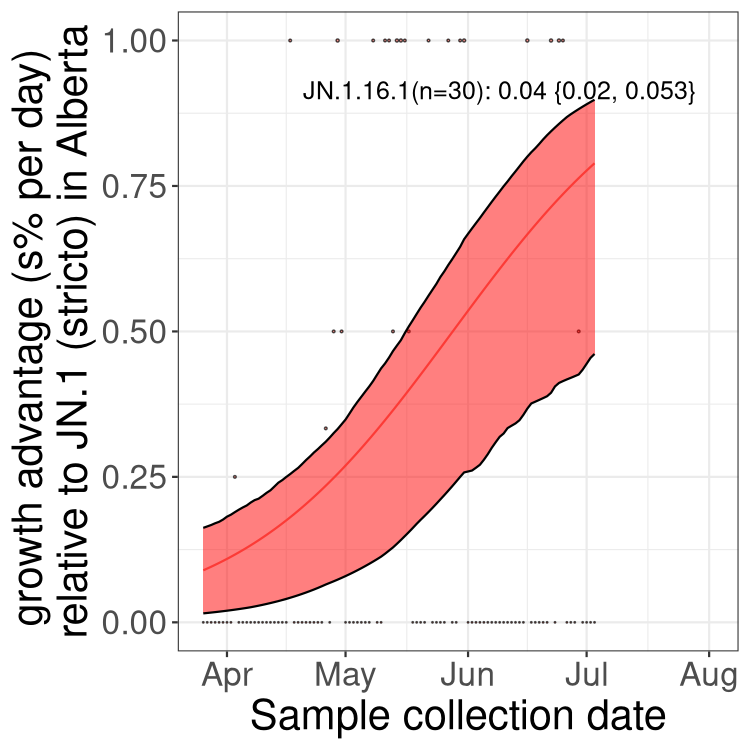 growth advantage (s% per day)
relative to JN.1 (stricto) in Alberta
1.00
0.75
0.50
0.25
0.00
JN.1.16.1(n=30): 0.04 {0.02, 0.053}
Apr May Jun Jul Aug
Sample collection date